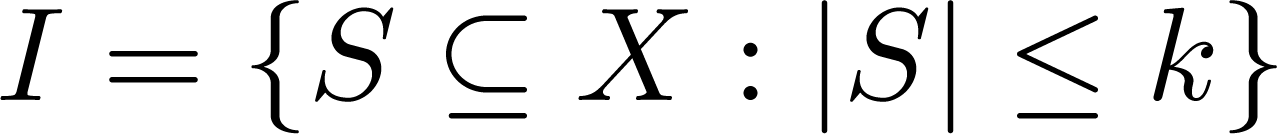 I = {S ⊆ X : |S| ≤ k}